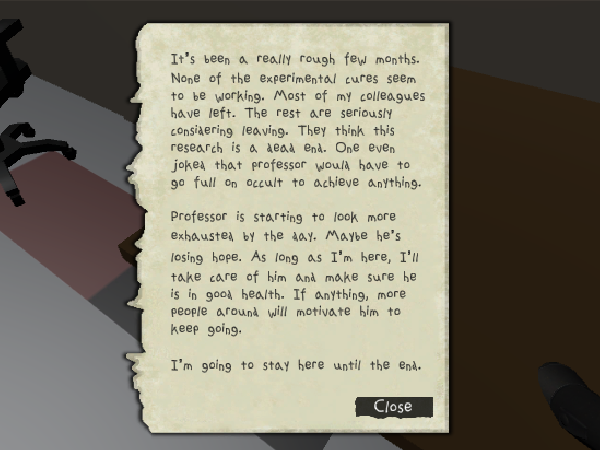 It's been a really rough few months.
None of the experimental cures seem
to be working. Most of my colleagues
have left. The rest are seriously
considering leaving. They think this
research is a dead end. One even
joked that professor would have to
go full on occult to achieve anything.
Professor is starting to look more
exhausted by the day. Maybe he's
losing hope. As long as I'm here, I'll
take care of him and make sure he
is in good health. If anything, more
people around will motivate him to
keep going.
I'm going to stay here until the end.
Close